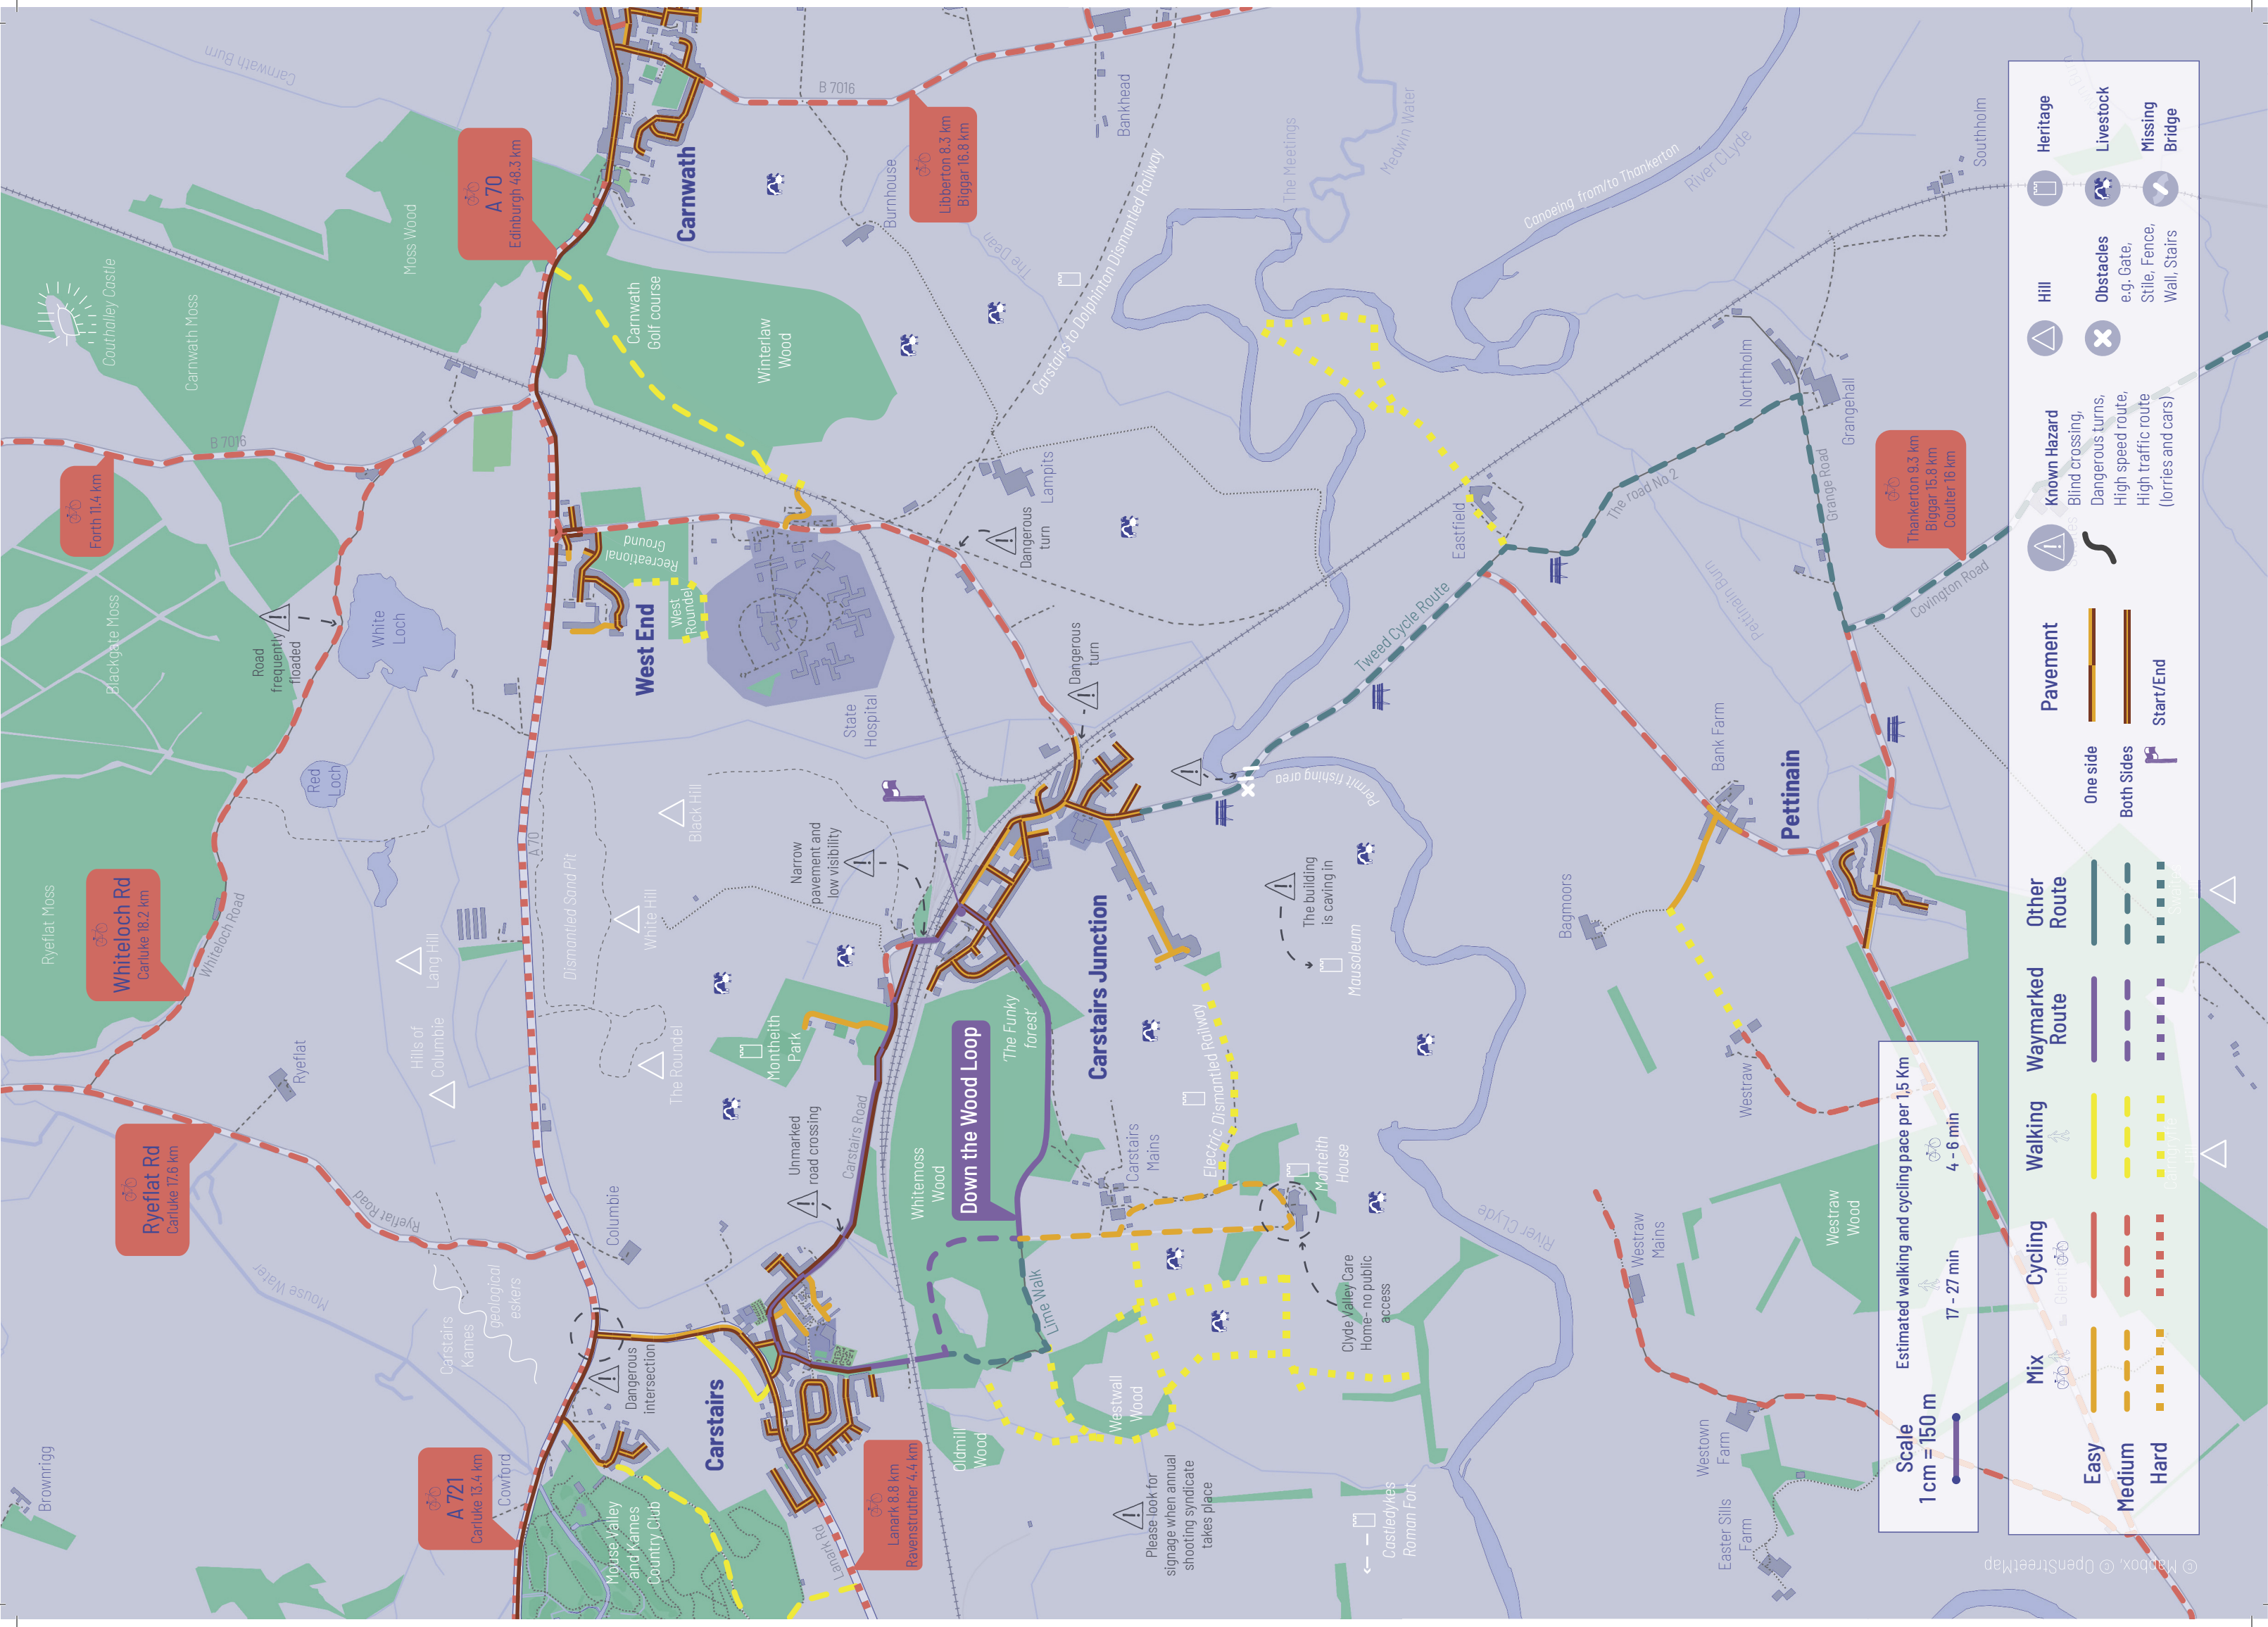 Carnwath Burn
Couthalley Castle
Carnwath Moss
Moss Wood
A 70
Edinburgh 48.3 km
Carnwath
B 7016
Libberton 8.3 km
Biggar 16.8 km
Bankhead
Burnhouse
The Dean
Carstairs to Dolphinton Dismantled Railway
The Meetings
Medwin Water
Canoeing from/to Thankerton
River CLyde
Southholm
B 7016
Forth 11.4 km
Carnwath
Golf course
Winterlaw
Wood
Lampits
Dangerous
turn
Northholm
Grangehall
Grange Road
The road No.2
Eastfield
Thankerton 9.3 km
Biggar 15.8 km
Coulter 16 km
Covington Road
Pettinain Burn
Tweed Cycle Route
Blackgate Moss
Road
frequently
floaded
White
Loch
Red
Loch
Recreational
Ground
West
Roundel
West End
State
Hospital
Dangerous
turn
Permit fishing area
Bank Farm
Pettinain
Ryeflat Moss
Whiteloch Rd
Carluke 18.2 km
Whiteloch Road
Lang Hill
Hills of
Columbie
A 70
Dismantled Sand Pit
Black Hill
White Hill
The Roundel
Narrow
pavement and
low visibility
Carstairs Junction
The building
is caving in
Mausoleum
Bagmoors
Westraw
Montheith
Park
'The Funky
forest'
Down the Wood Loop
Electric Dismantled Railway
Ryeflat
Ryeflat Rd
Carluke 17.6 km
Ryeflat Road
Mouse Water
Columbie
Unmarked
road crossing
Carstairs Road
Whitemoss
Wood
Carstairs
Mains
Monteith
House
Clyde Valley Care
Home- no public
access
River CLyde
Westraw
Wood
Westraw
Mains
Westown
Farm
Easter Sills
Farm
Carstairs
Kames
geological
eskers
Dangerous
intersection
Carstairs
Lime Walk
Westwall
Wood
Oldmill
Wood
Brownrigg
A 721
Carluke 13.4 km
Cowford
Mouse Valley
and Kames
Country Club
Lanark Rd
Lanark 8.8 km
Ravenstruther 4.4 km
Please look for
signage when annual
shooting syndicate
takes place
Castledykes
Roman Fort
Scale
1 cm = 150 m
Estimated walking and cycling pace per 1,5 Km
17 - 27 min
4 - 6 min
Mix
Cycling
Walking
Waymarked
Route
Other
Route
Easy
Medium
Hard
Pavement
One side
Both Sides
Start/End
Known Hazard
Blind crossing,
Dangerous turns,
High speed route,
High traffic route
(lorries and cars)
Hill
Obstacles
e.g. Gate,
Stile, Fence,
Wall, Stairs
Heritage
Livestock
Missing
Bridge
© Mapbox, © OpenStreetMap